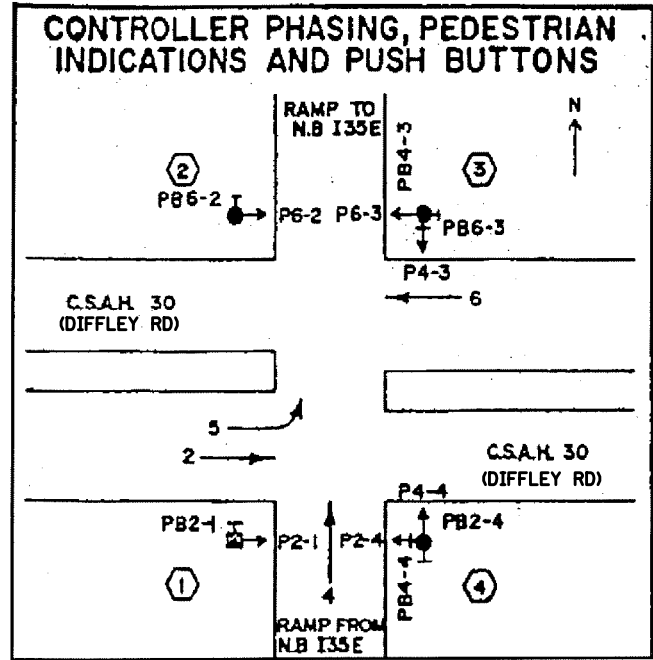 CONTROLLER PHASING, PEDESTRIAN
INDICATIONS AND PUSH BUTTONS
RAMP TO
N.B I35E
N
2
PB4-3
3
PB6-2
P6-2
P6-3
PB6-3
P4-3
C.S.A.H. 30
(DIFFLEY RD)
6
5
2
C.S.A.H. 30
(DIFFLEY RD)
P4-4
PB2-1
P2-1
P2-4
PB2-4
PB4-4
1
4
4
RAMP FROM
N.B I35E